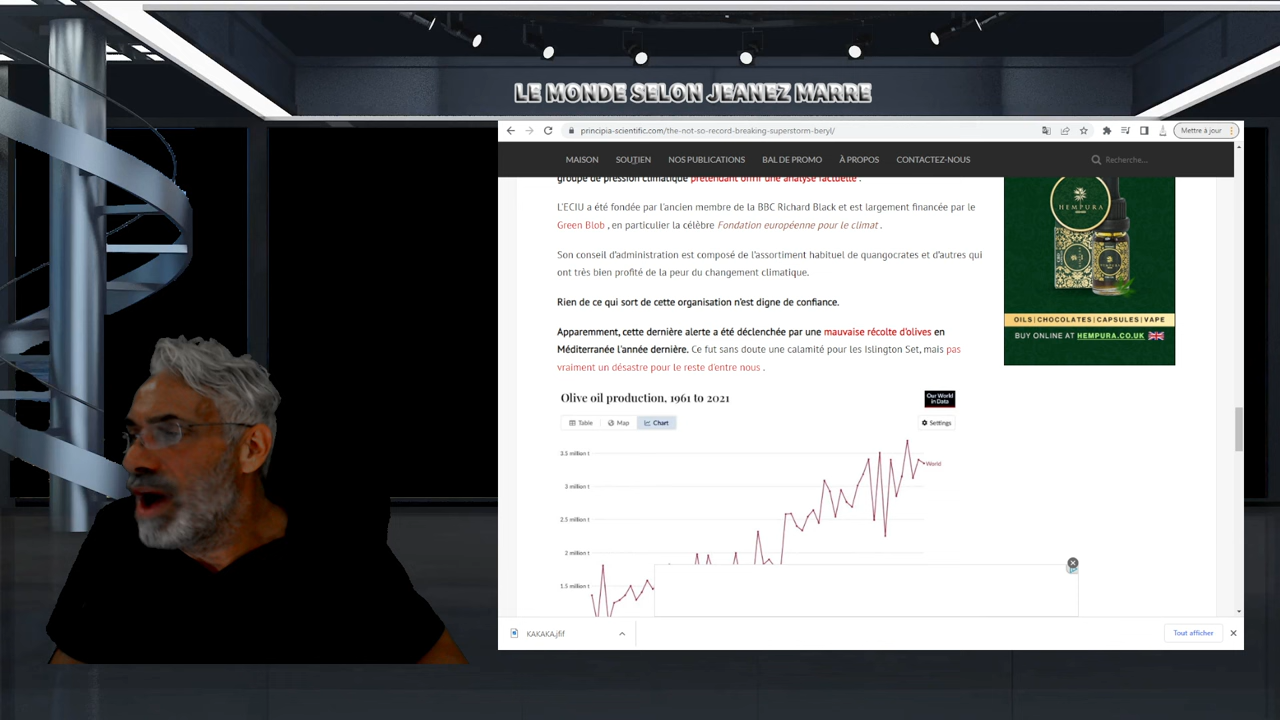 LE MONDE SELON JEANEZ MARRE
principia-scientific.com/the-not-so-record-breaking-superstorm-beryl/
Mettre à jour
MAISON SOUTIEN NOS PUBLICATIONS BAL DE PROMO À PROPOS CONTACTEZ-NOUS Recherche...
groupe de pression climatique prétendant offrir une analyse factuelle .
L'ECIU a été fondée par l'ancien membre de la BBC Richard Black et est largement financée par le
Green Blob , en particulier la célèbre Fondation européenne pour le climat .
Son conseil d'administration est composé de l'assortiment habituel de quangocrates et d'autres qui
ont très bien profité de la peur du changement climatique.
Rien de ce qui sort de cette organisation n'est digne de confiance.
Apparemment, cette dernière alerte a été déclenchée par une mauvaise récolte d'olives en
Méditerranée l'année dernière. Ce fut sans doute une calamité pour les Islington Set, mais pas
vraiment un désastre pour le reste d'entre nous .
HEMPURA
OILS | CHOCOLATES | CAPSULES | VAPE
BUY ONLINE AT HEMPURA.CO.UK
Olive oil production, 1961 to 2021
Our World
in Data
Table Map Chart
Settings
3.5 million t
World
3 million t
2.5 million t
2 million t
1.5 million t
KAKAKA.jfif
Tout afficher